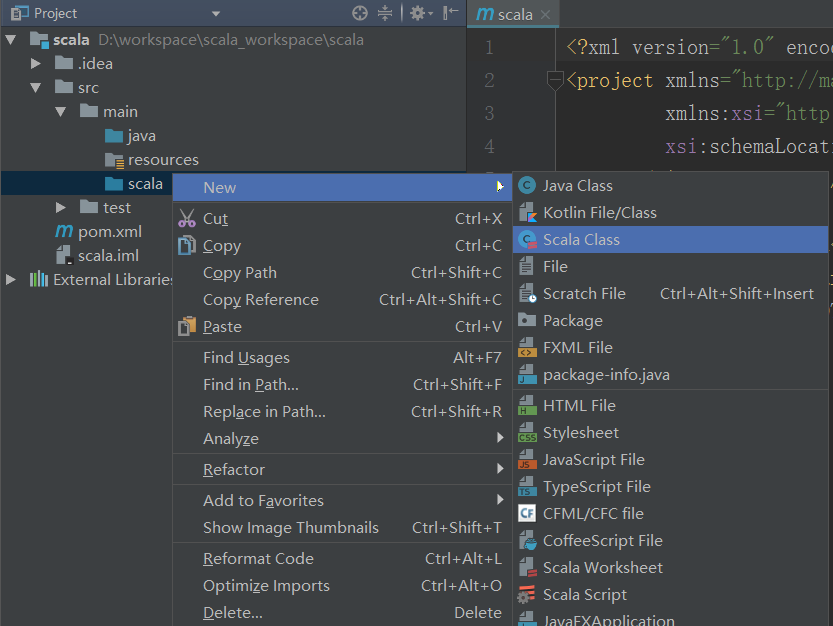 Project
scala D:\workspace\scala_workspace\scala
.idea
src
main
java
resources
scala
test
pom.xml
scala.iml
External Libraries
scala
1 <?xml version="1.0" enco
2 <project xmlns="http://ma
3 xmlns:xsi="http
4 xsi:schemaLocati
New
Cut Ctrl+X
Copy Ctrl+C
Copy Path Ctrl+Shift+C
Copy Reference Ctrl+Alt+Shift+C
Paste Ctrl+V
Find Usages Alt+F7
Find in Path... Ctrl+Shift+F
Replace in Path... Ctrl+Shift+R
Analyze
Refactor
Add to Favorites
Show Image Thumbnails Ctrl+Shift+T
Reformat Code Ctrl+Alt+L
Optimize Imports Ctrl+Alt+O
Delete... Delete
Java Class
Kotlin File/Class
Scala Class
File
Scratch File Ctrl+Alt+Shift+Insert
Package
FXML File
package-info.java
HTML File
Stylesheet
JavaScript File
TypeScript File
CFML/CFC file
CoffeeScript File
Scala Worksheet
Scala Script
JavaFXApplication